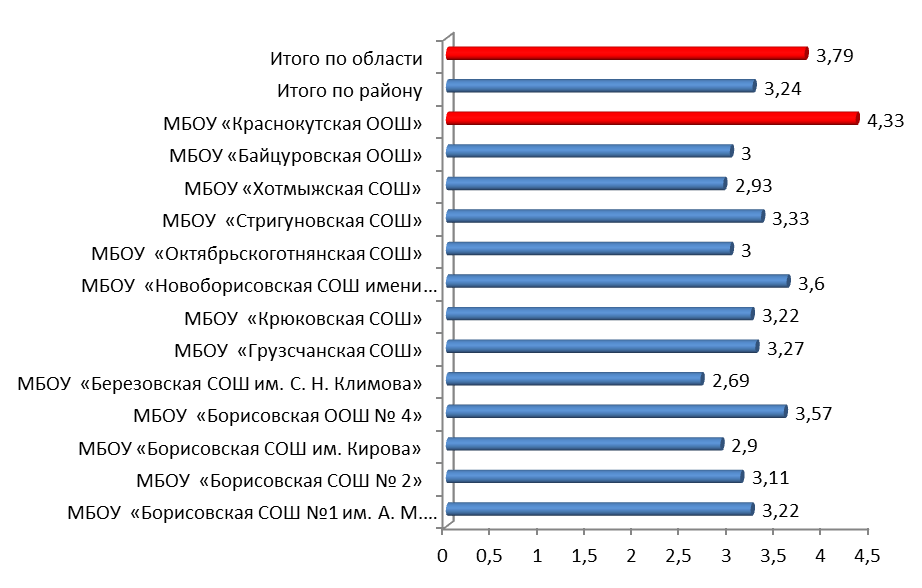 Итого по области 3,79
Итого по району 3,24
МБОУ «Краснокутская ООШ» 4,33
МБОУ «Байцуровская ООШ» 3
МБОУ «Хотмыжская СОШ» 2,93
МБОУ «Стригуновская СОШ» 3,33
МБОУ «Октябрьскоготнянская СОШ» 3
МБОУ «Новоборисовская СОШ имени… 3,6
МБОУ «Крюковская СОШ» 3,22
МБОУ «Грузсчанская СОШ» 3,27
МБОУ «Березовская СОШ им. С. Н. Климова» 2,69
МБОУ «Борисовская ООШ № 4» 3,57
МБОУ «Борисовская СОШ им. Кирова» 2,9
МБОУ «Борисовская СОШ № 2» 3,11
МБОУ «Борисовская СОШ №1 им. А. М.… 3,22
0 0,5 1 1,5 2 2,5 3 3,5 4 4,5